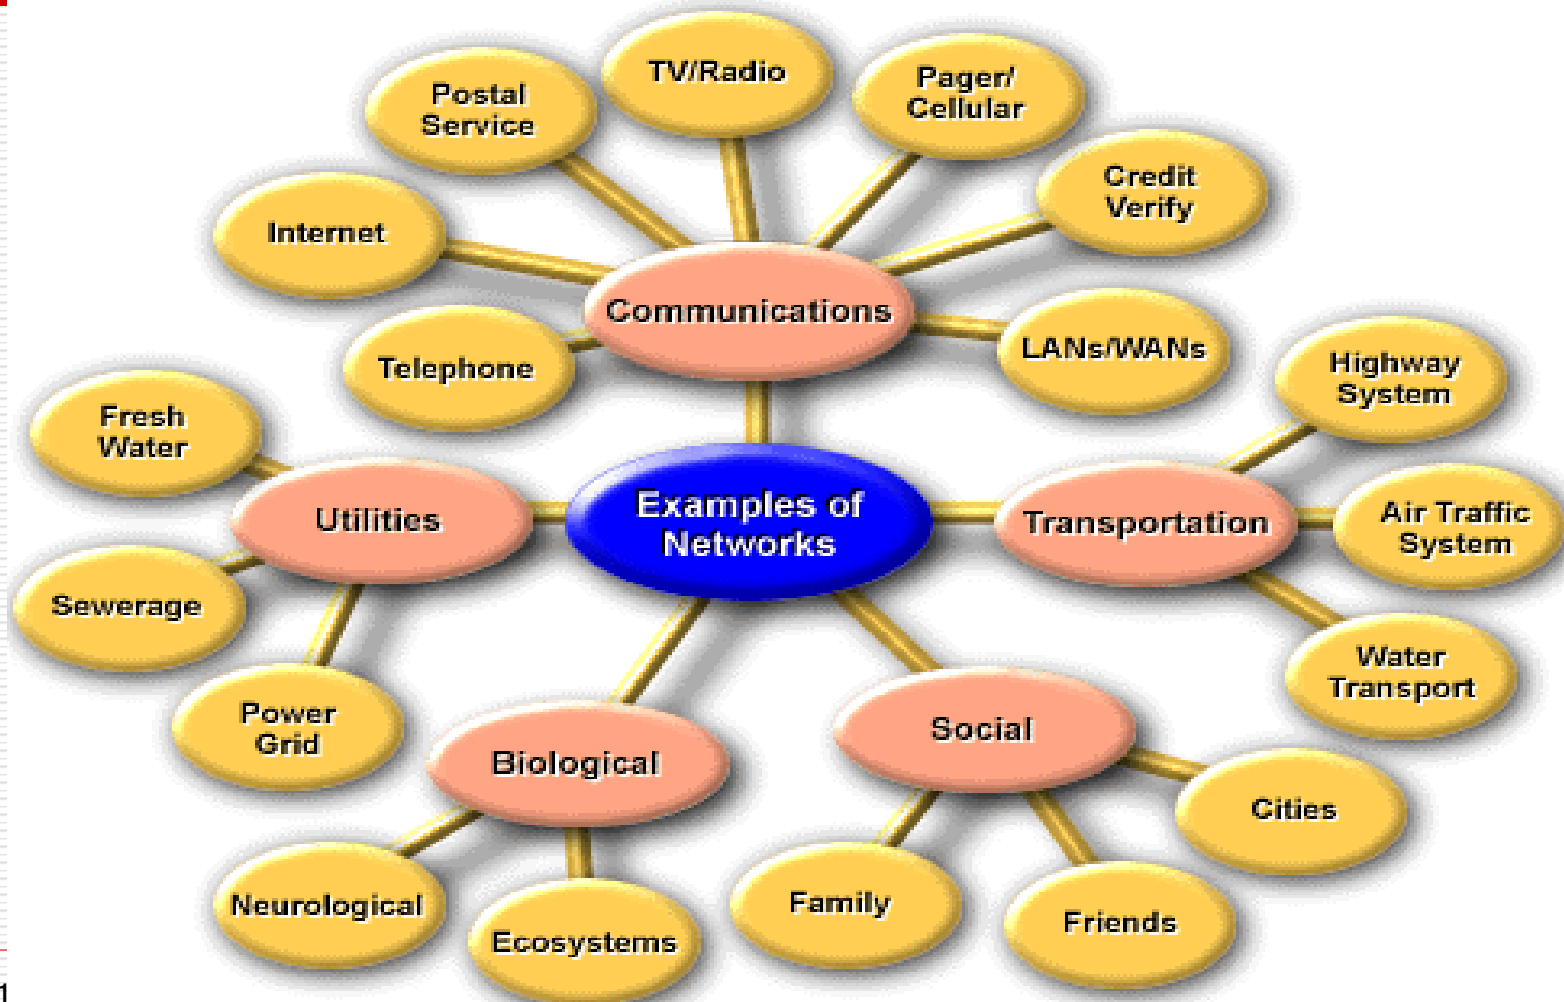 TV/Radio
Pager/
Cellular
Postal
Service
Credit
Verify
Internet
Communications
Telephone
LANs/WANs
Highway
System
Fresh
Water
Utilities
Examples of
Networks
Transportation
Air Traffic
System
Sewerage
Power
Grid
Water
Transport
Biological
Social
Cities
Neurological
Ecosystems
Family
Friends
1